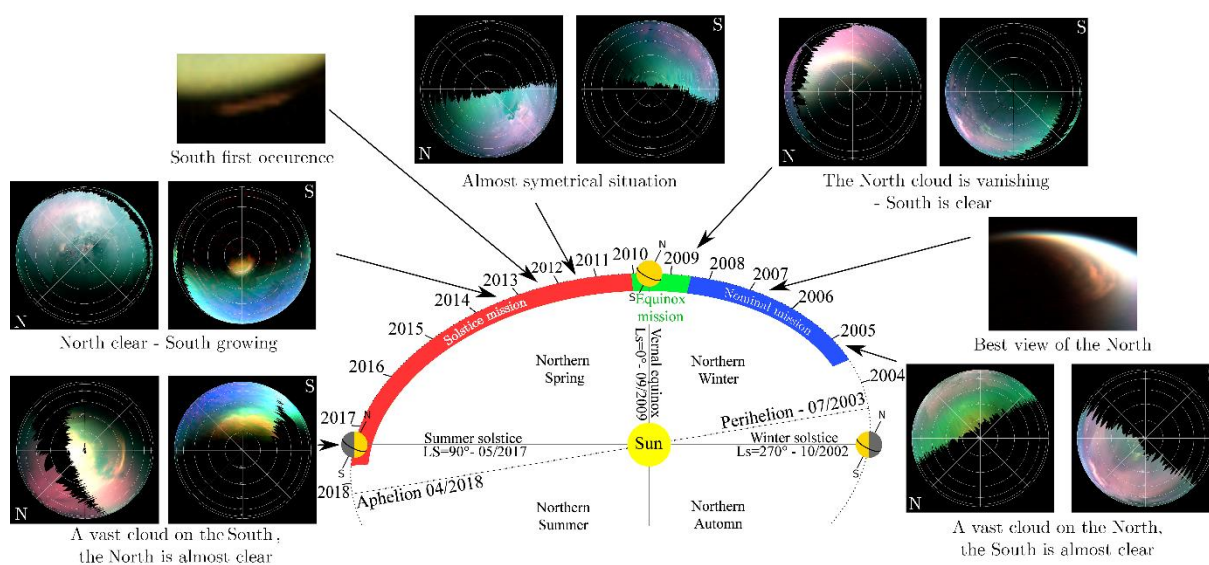 S
N
Almost symetrical situation
S
N
The North cloud is vanishing
- South is clear
South first occurence
S
N
North clear - South growing
Best view of the North
S
N
A vast cloud on the South,
the North is almost clear
N
A vast cloud on the North,
the South is almost clear
2018
2017
2016
2015
2014
2013
2012
2011
2010
2009
2008
2007
2006
2005
2004
Solstice mission
Equinox
mission
Nominal mission
N
S
N
S
N
S
Northern
Spring
Northern
Winter
Vernal equinox
Ls=0°- 09/2009
Perihelion - 07/2003
Summer solstice
LS=90°- 05/2017
Sun
Winter solstice
Ls=270° - 10/2002
Aphelion 04/2018
Northern
Summer
Northern
Automn